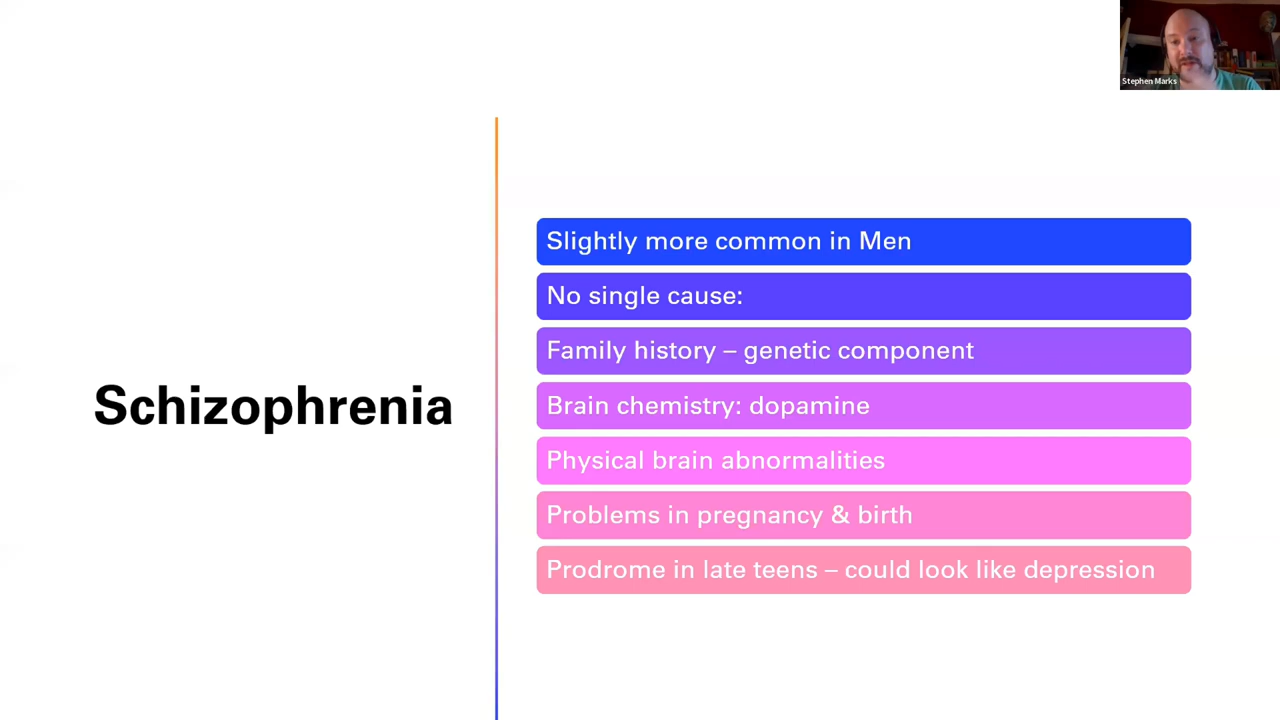 Stephen Marks
Schizophrenia
Slightly more common in Men
No single cause:
Family history – genetic component
Brain chemistry: dopamine
Physical brain abnormalities
Problems in pregnancy & birth
Prodrome in late teens – could look like depression